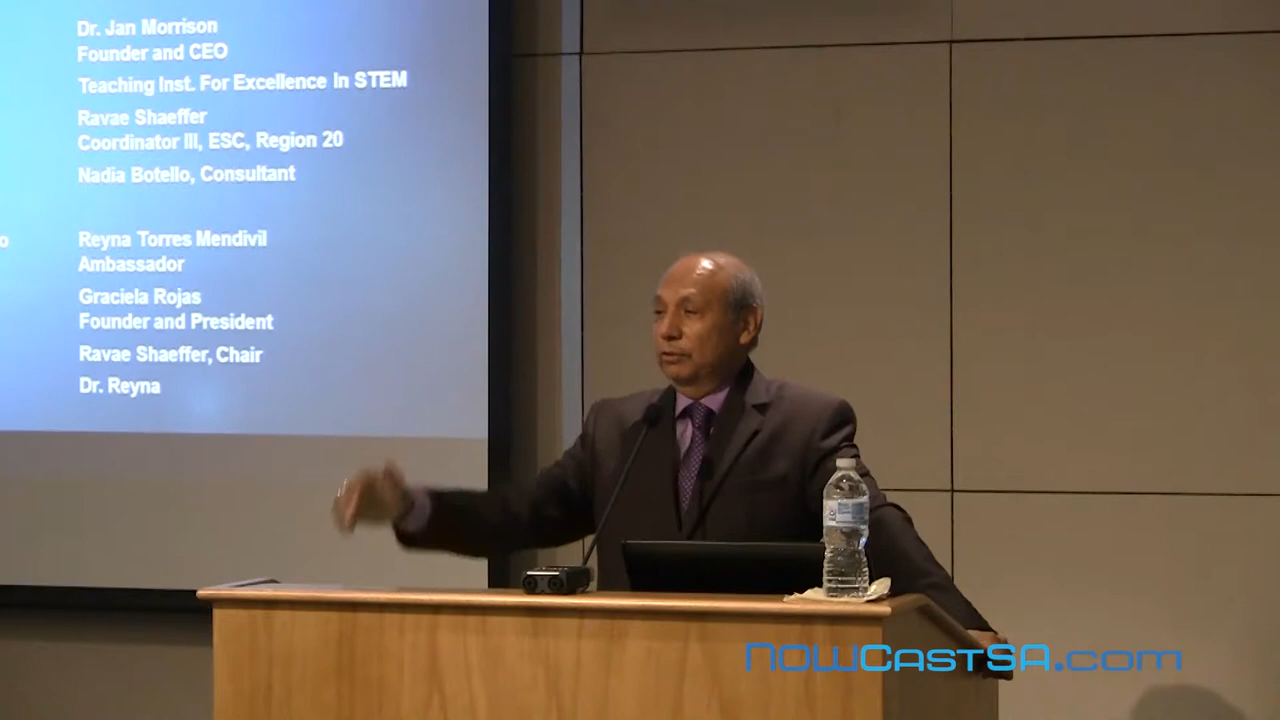 Dr. Jan Morrison
Founder and CEO
Teaching Inst. For Excellence In STEM
Ravae Shaeffer
Coordinator III, ESC, Region 20
Nadia Botello, Consultant
o
Reyna Torres Mendivil
Ambassador
Graciela Rojas
Founder and President
Ravae Shaeffer, Chair
Dr. Reyna
NOWCastSA.com